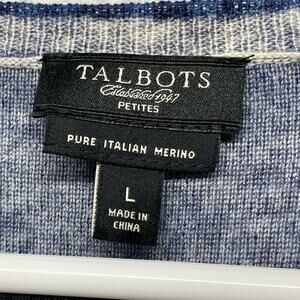 TALBOTS
Established 1947
PETITES
PURE ITALIAN MERINO
L
MADE IN
CHINA